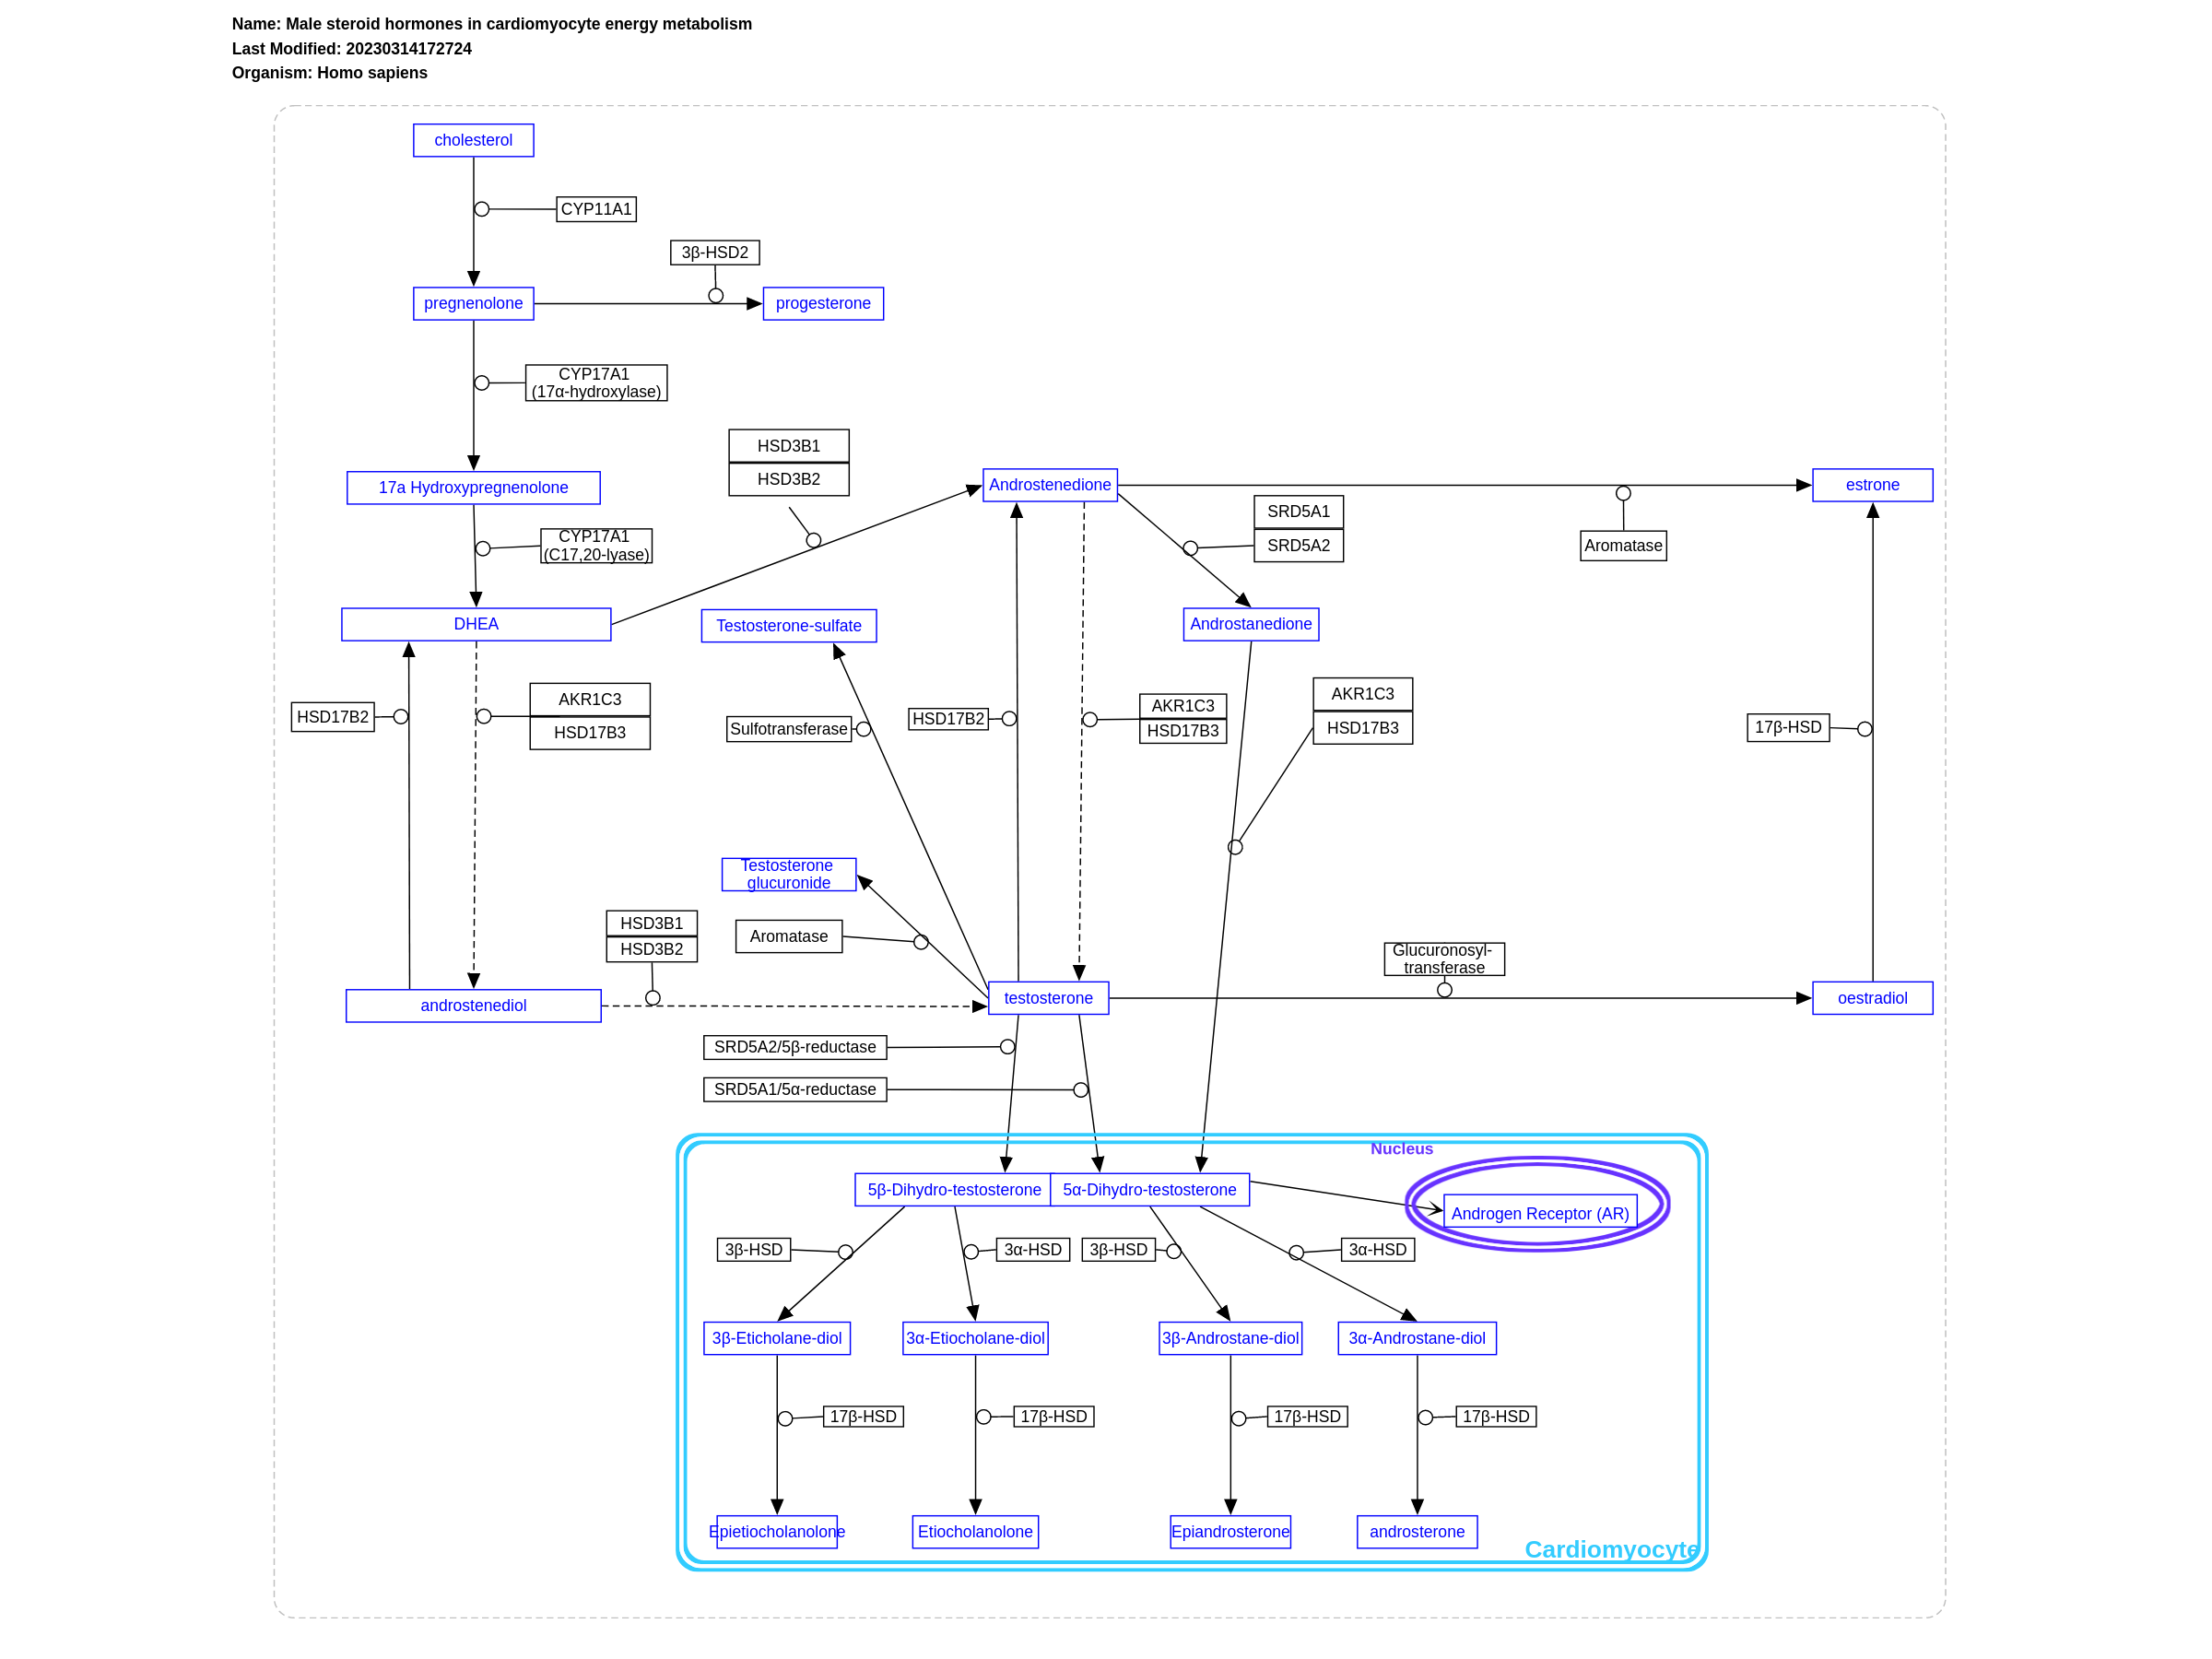 Name: Male steroid hormones in cardiomyocyte energy metabolism
Last Modified: 20230314172724
Organism: Homo sapiens
cholesterol
CYP11A1
3β-HSD2
pregnenolone
progesterone
CYP17A1
(17α-hydroxylase)
HSD3B1
HSD3B2
17a Hydroxypregnenolone
Androstenedione
estrone
SRD5A1
SRD5A2
Aromatase
CYP17A1
(C17,20-lyase)
DHEA
Testosterone-sulfate
Androstanedione
HSD17B2
AKR1C3
HSD17B3
Sulfotransferase
HSD17B2
AKR1C3
HSD17B3
AKR1C3
HSD17B3
17β-HSD
Testosterone
glucuronide
HSD3B1
HSD3B2
Aromatase
Glucuronosyl-
transferase
androstenediol
testosterone
oestradiol
SRD5A2/5β-reductase
SRD5A1/5α-reductase
Nucleus
5β-Dihydro-testosterone
5α-Dihydro-testosterone
Androgen Receptor (AR)
3β-HSD
3α-HSD
3β-HSD
3α-HSD
3β-Eticholane-diol
3α-Etiocholane-diol
3β-Androstane-diol
3α-Androstane-diol
17β-HSD
17β-HSD
17β-HSD
17β-HSD
Epietiocholanolone
Etiocholanolone
Epiandrosterone
androsterone
Cardiomyocyte